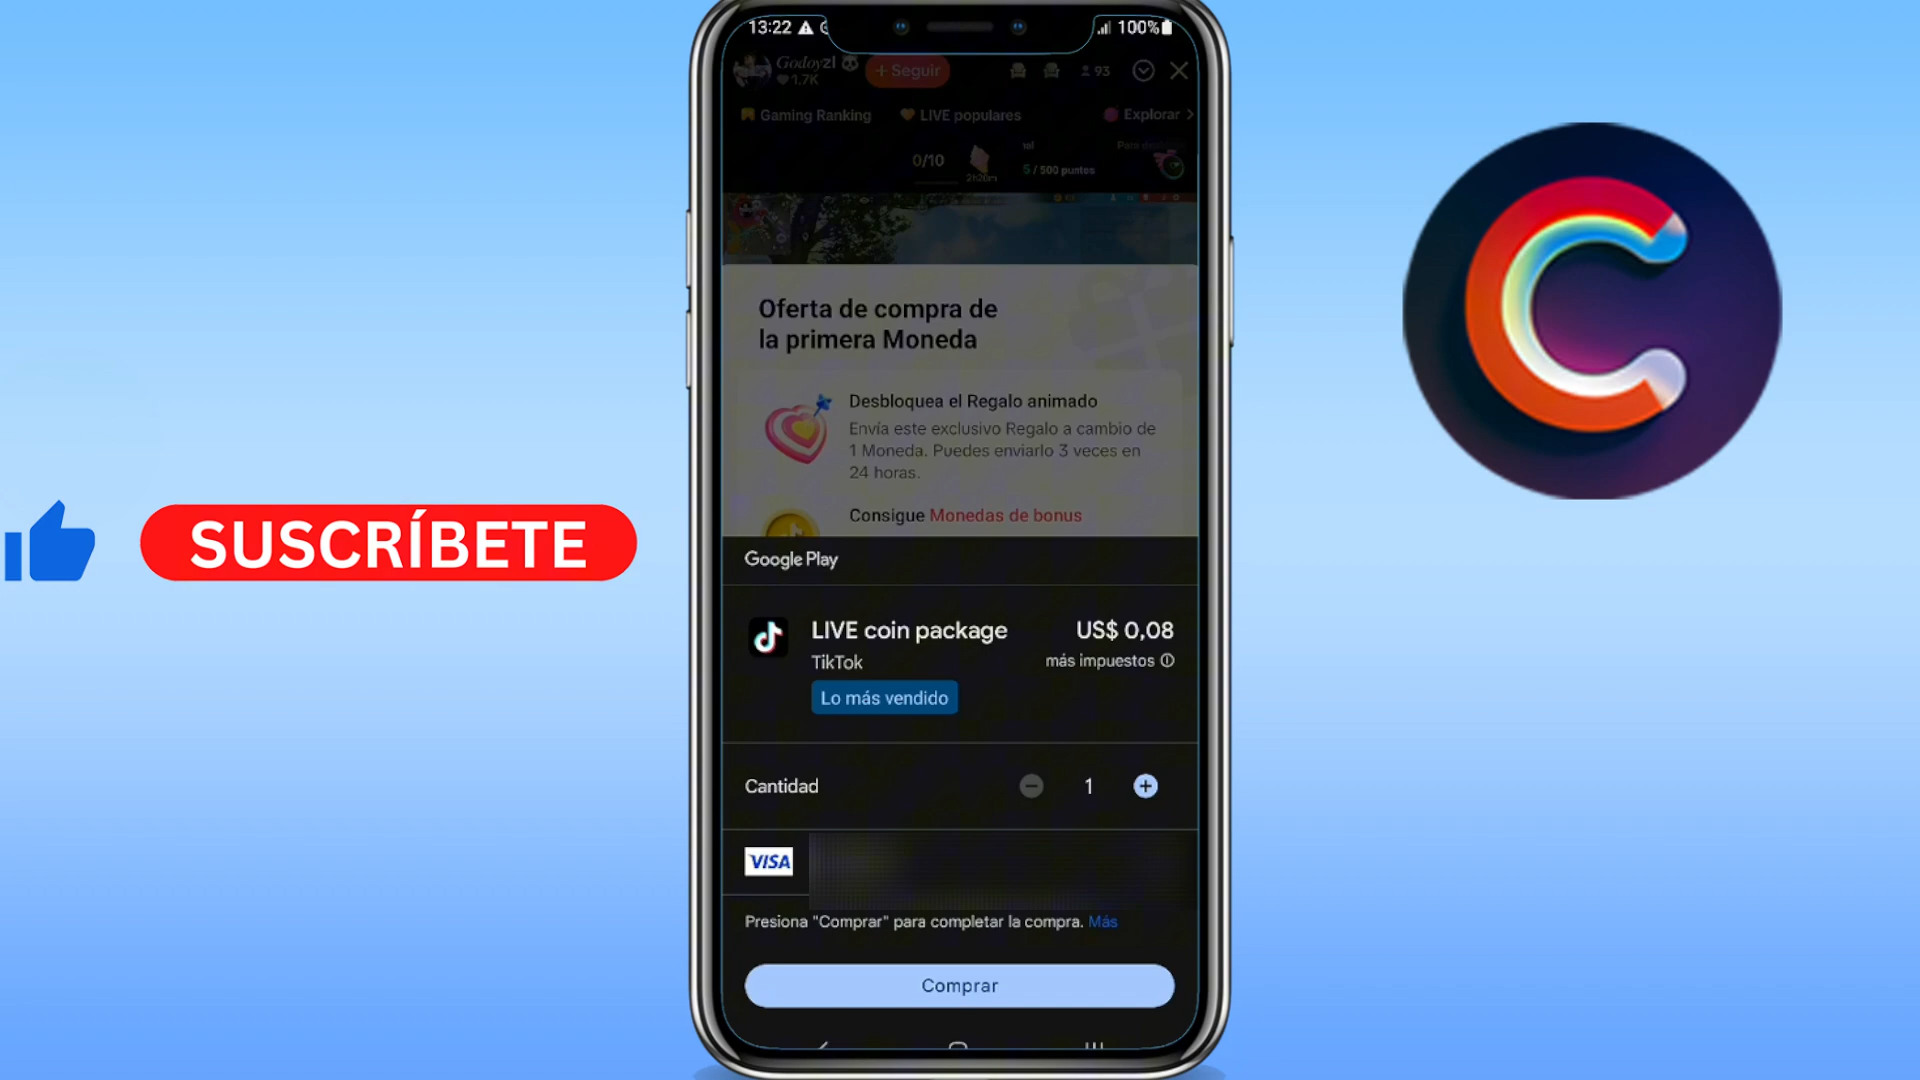 13:22
100%
Godoyzl
1.7K
+ Seguir
93
Gaming Ranking
LIVE populares
Explorar >
0/10
2h20m
5 / 500 puntos
Oferta de compra de
la primera Moneda
Desbloquea el Regalo animado
Envía este exclusivo Regalo a cambio de
1 Moneda. Puedes enviarlo 3 veces en
24 horas.
Consigue Monedas de bonus
SUSCRÍBETE
Google Play
LIVE coin package
US$ 0,08
TikTok
más impuestos
Lo más vendido
Cantidad
1
VISA
Presiona "Comprar" para completar la compra. Más
Comprar